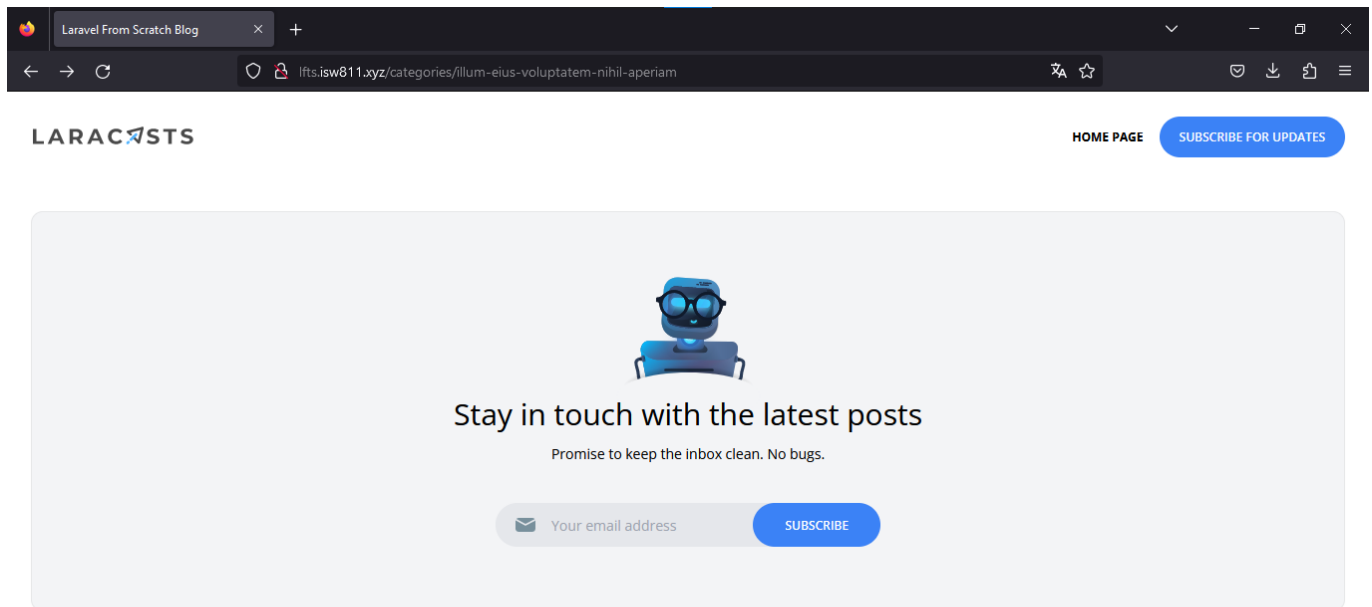 Laravel From Scratch Blog
lfts.isw811.xyz/categories/illum-eius-voluptatem-nihil-aperiam
LARACASTS
HOME PAGE
SUBSCRIBE FOR UPDATES
Stay in touch with the latest posts
Promise to keep the inbox clean. No bugs.
Your email address
SUBSCRIBE